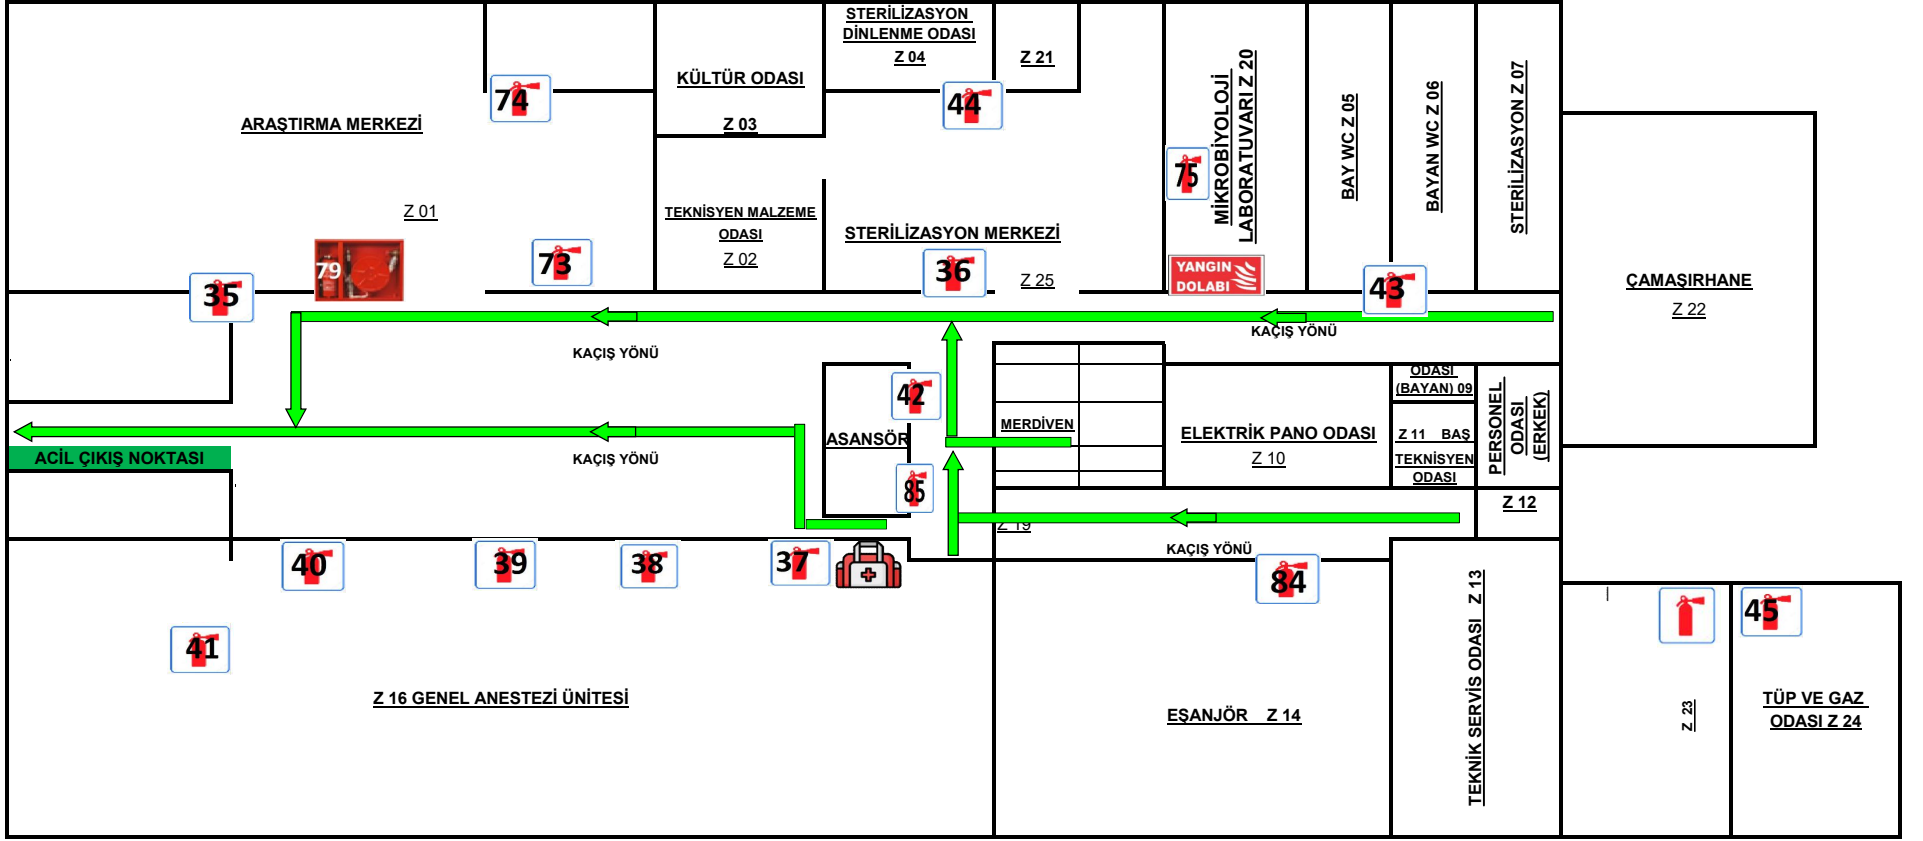 STERİLİZASYON
DİNLENME ODASI
Z 04
Z 21
KÜLTÜR ODASI
Z 03
74
44
ARAŞTIRMA MERKEZİ
Z 01
MİKROBİYOLOJİ
LABORATUVARI Z 20
BAY WC Z 05
BAYAN WC Z 06
STERİLİZASYON Z 07
75
TEKNİSYEN MALZEME
ODASI
Z 02
STERİLİZASYON MERKEZİ
Z 25
79
73
36
35
YANGIN
DOLABI
43
ÇAMAŞIRHANE
Z 22
KAÇIŞ YÖNÜ
KAÇIŞ YÖNÜ
42
ASANSÖR
85
MERDİVEN
ELEKTRİK PANO ODASI
Z 10
ODASI
(BAYAN) 09
Z 11 BAŞ
TEKNİSYEN
ODASI
PERSONEL
ODASI
(ERKEK)
Z 12
ACİL ÇIKIŞ NOKTASI
KAÇIŞ YÖNÜ
Z 19
KAÇIŞ YÖNÜ
40
39
38
37
84
41
Z 16 GENEL ANESTEZİ ÜNİTESİ
EŞANJÖR Z 14
TEKNİK SERVİS ODASI Z 13
45
Z 23
TÜP VE GAZ
ODASI Z 24